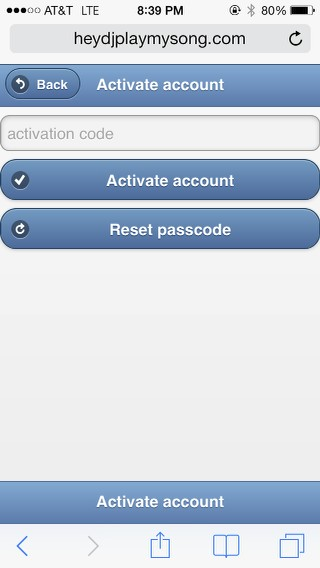 AT&T LTE 8:39 PM 80%
heydjplaymysong.com
Back Activate account
activation code
Activate account
Reset passcode
Activate account